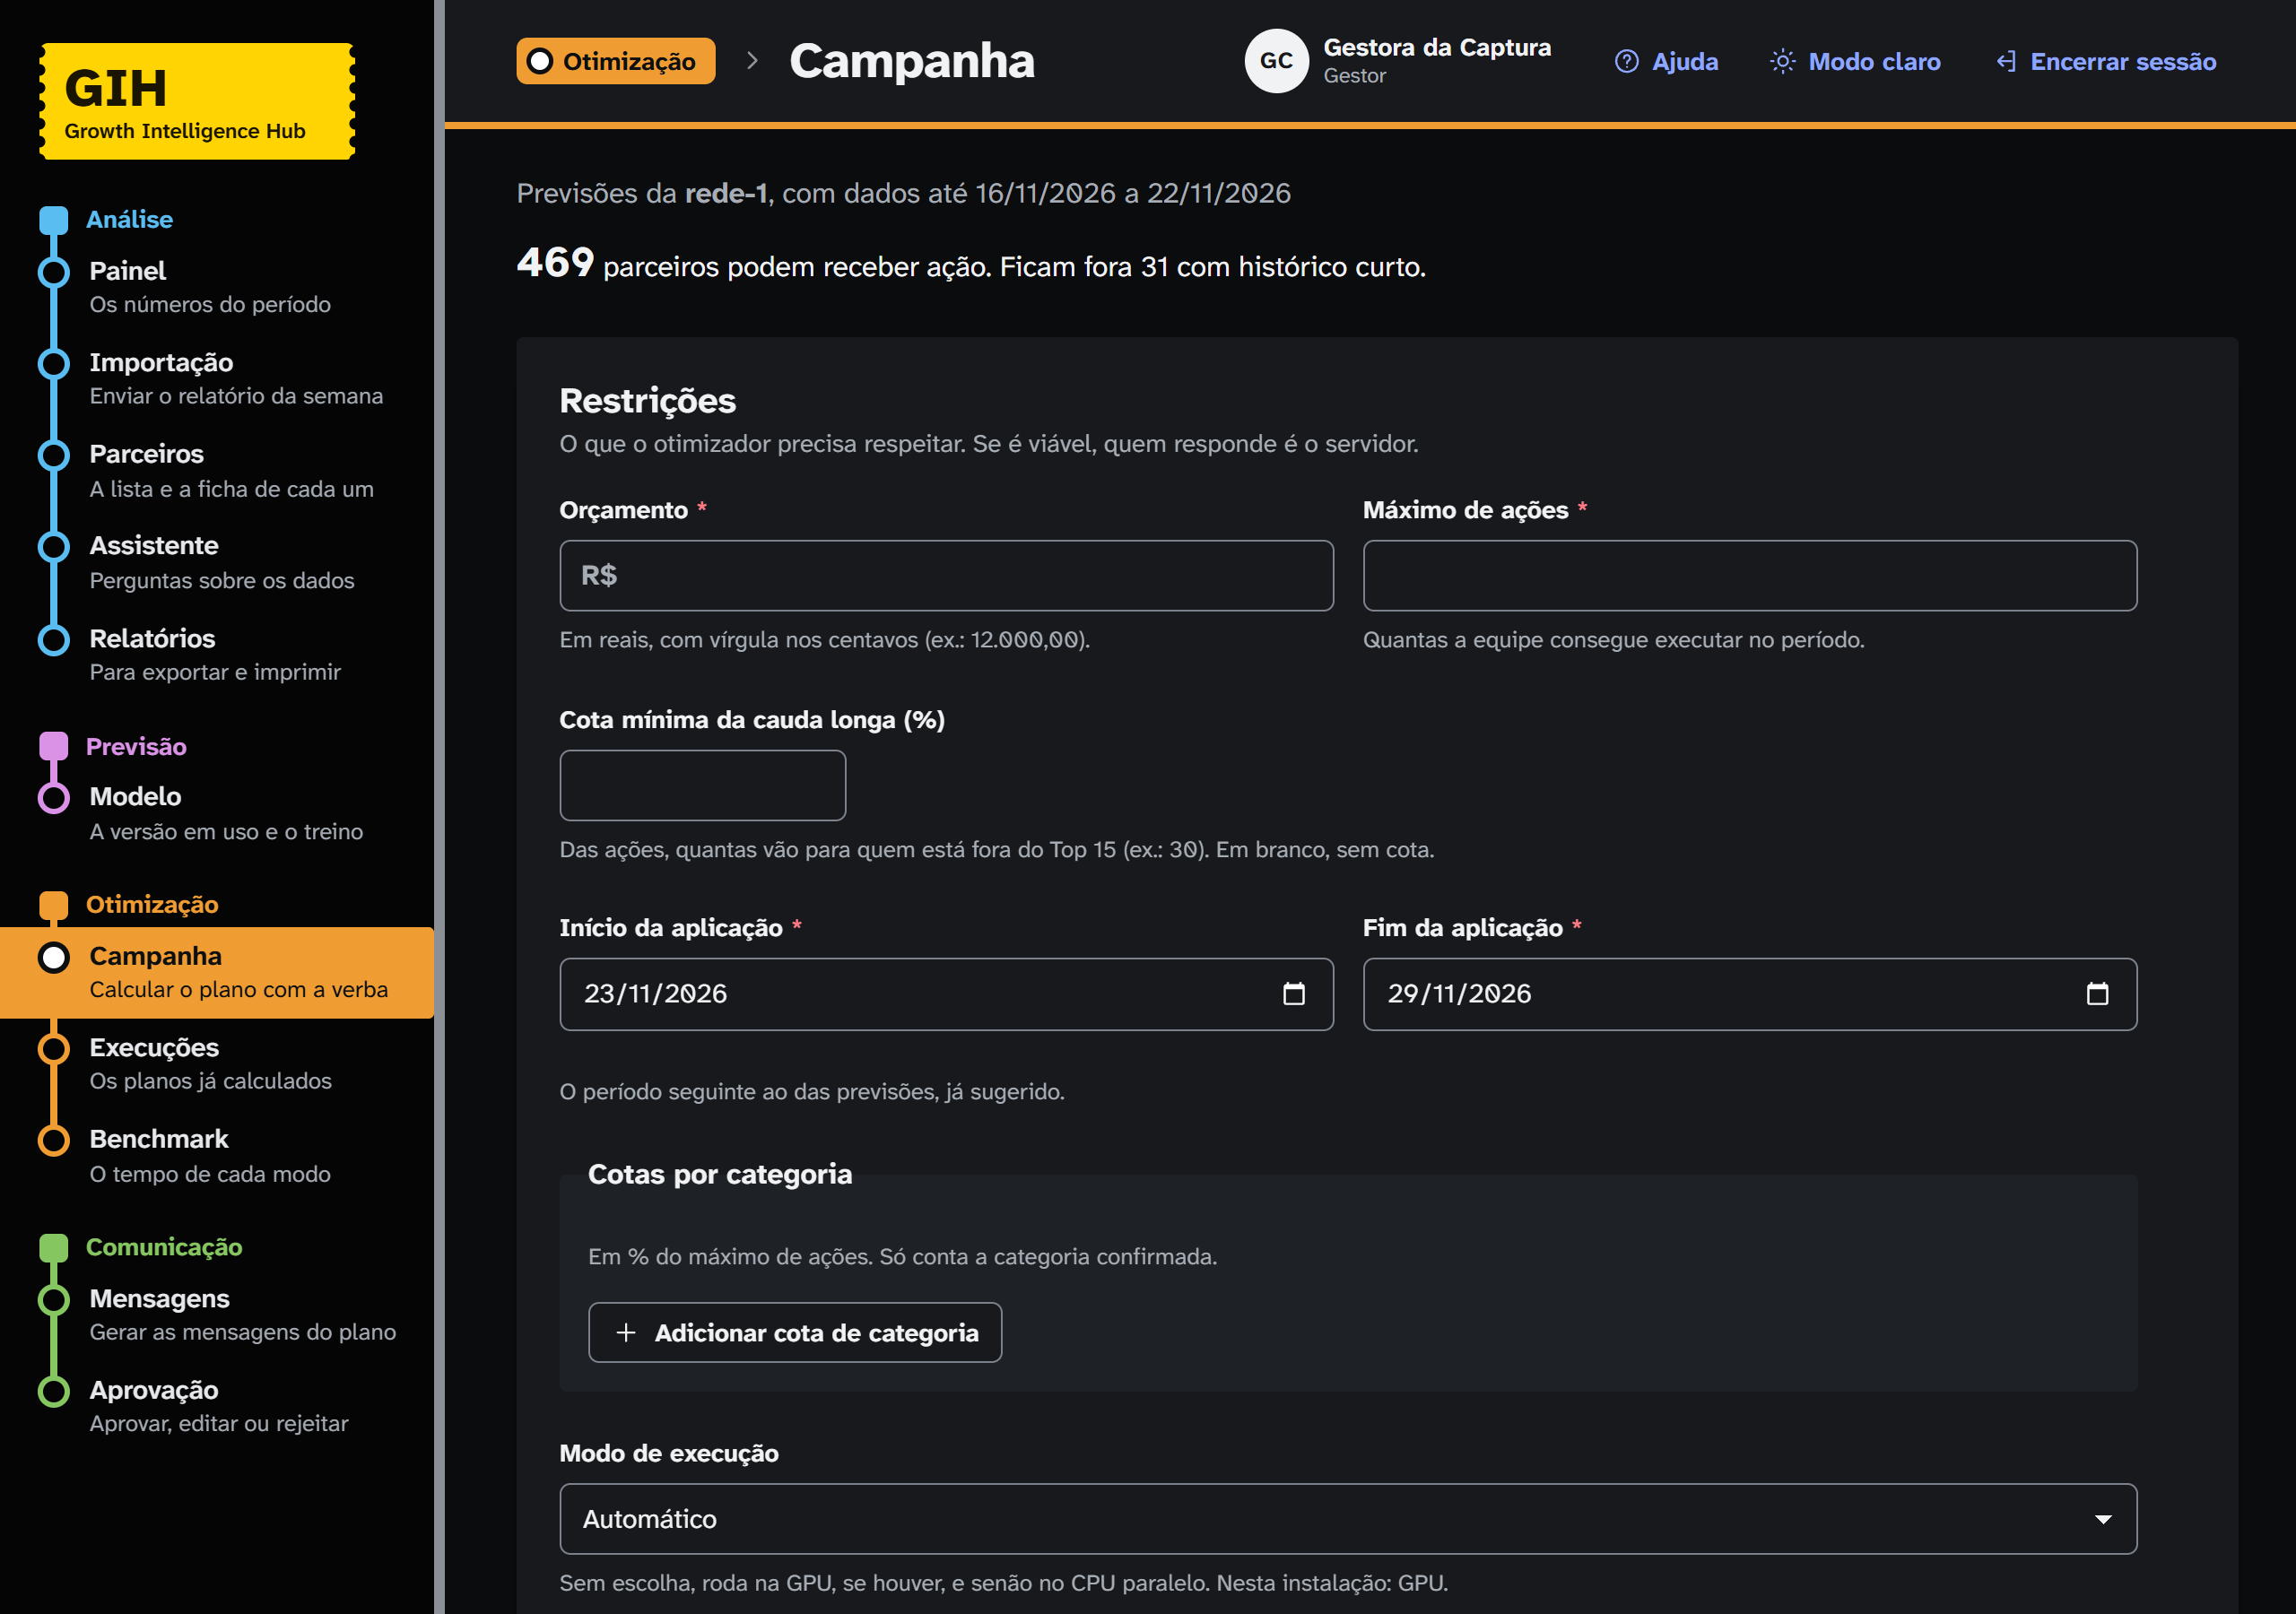 GIH
Growth Intelligence Hub
Análise
Painel
Os números do período
Importação
Enviar o relatório da semana
Parceiros
A lista e a ficha de cada um
Assistente
Perguntas sobre os dados
Relatórios
Para exportar e imprimir
Previsão
Modelo
A versão em uso e o treino
Otimização
Campanha
Calcular o plano com a verba
Execuções
Os planos já calculados
Benchmark
O tempo de cada modo
Comunicação
Mensagens
Gerar as mensagens do plano
Aprovação
Aprovar, editar ou rejeitar
Otimização > Campanha
GC
Gestora da Captura
Gestor
Ajuda
Modo claro
Encerrar sessão
Previsões da rede-1, com dados até 16/11/2026 a 22/11/2026
469 parceiros podem receber ação. Ficam fora 31 com histórico curto.
Restrições
O que o otimizador precisa respeitar. Se é viável, quem responde é o servidor.
Orçamento *
R$
Em reais, com vírgula nos centavos (ex.: 12.000,00).
Máximo de ações *
Quantas a equipe consegue executar no período.
Cota mínima da cauda longa (%)
Das ações, quantas vão para quem está fora do Top 15 (ex.: 30). Em branco, sem cota.
Início da aplicação *
23/11/2026
Fim da aplicação *
29/11/2026
O período seguinte ao das previsões, já sugerido.
Cotas por categoria
Em % do máximo de ações. Só conta a categoria confirmada.
+ Adicionar cota de categoria
Modo de execução
Automático
Sem escolha, roda na GPU, se houver, e senão no CPU paralelo. Nesta instalação: GPU.